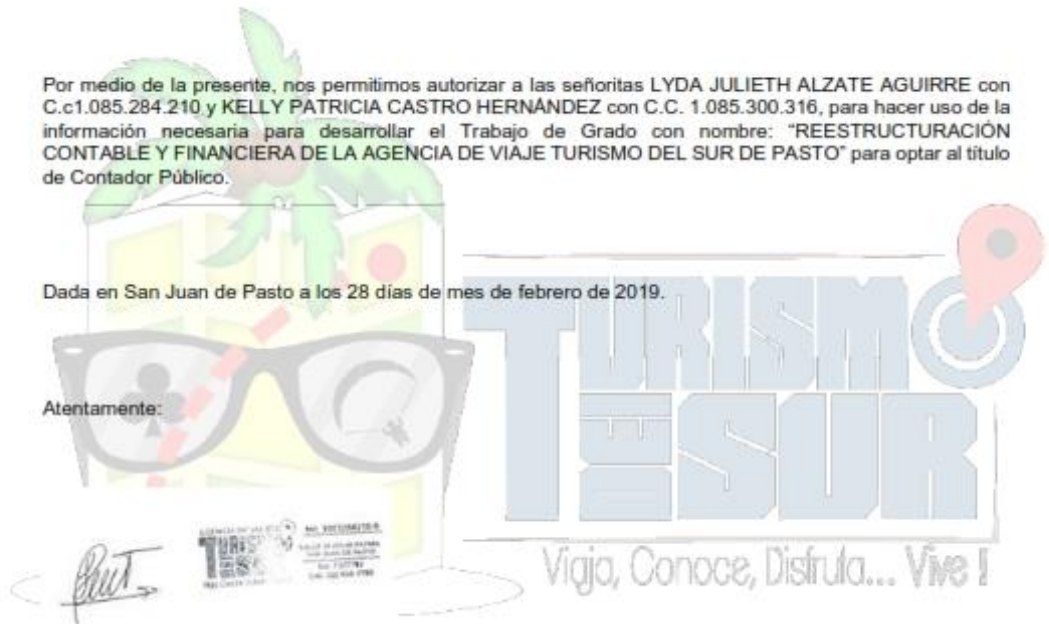 Por medio de la presente, nos permitimos autorizar a las señoritas LYDA JULIETH ALZATE AGUIRRE con
C.c1.085.284.210 y KELLY PATRICIA CASTRO HERNÁNDEZ con C.C. 1.085.300.316, para hacer uso de la
información necesaria para desarrollar el Trabajo de Grado con nombre: “REESTRUCTURACIÓN
CONTABLE Y FINANCIERA DE LA AGENCIA DE VIAJE TURISMO DEL SUR DE PASTO” para optar al título
de Contador Público.
Dada en San Juan de Pasto a los 28 días de mes de febrero de 2019.
TURISMO
DEL SUR
Atentamente:
TURISMO
Viaja, Conoce, Disfruta... Vive !